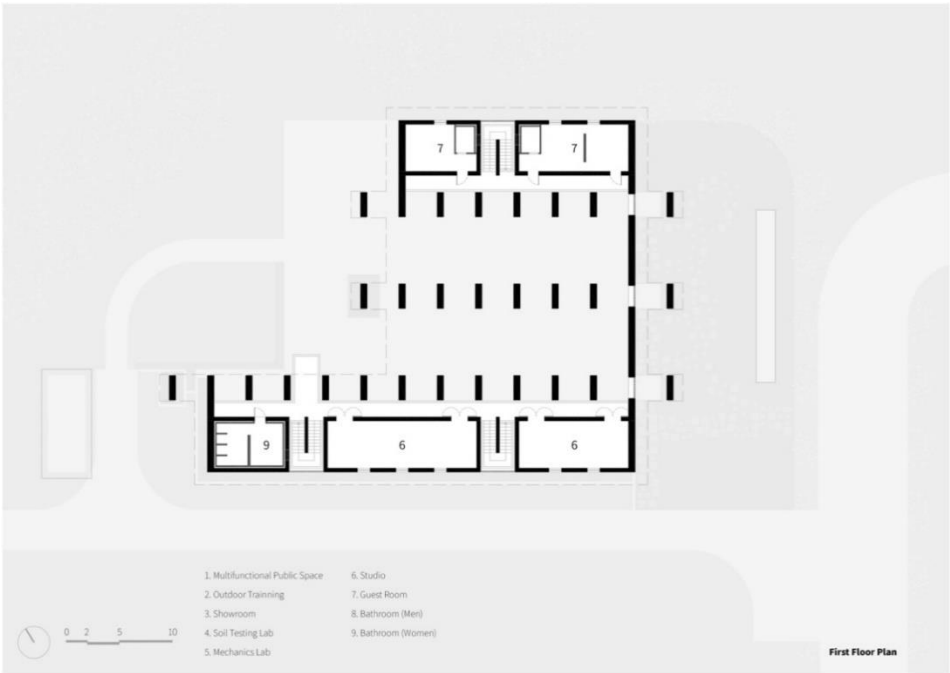 7
7
9
6
6
1. Multifunctional Public Space
2. Outdoor Trainning
3. Showroom
4. Soil Testing Lab
5. Mechanics Lab
6. Studio
7. Guest Room
8. Bathroom (Men)
9. Bathroom (Women)
0 2 5 10
First Floor Plan